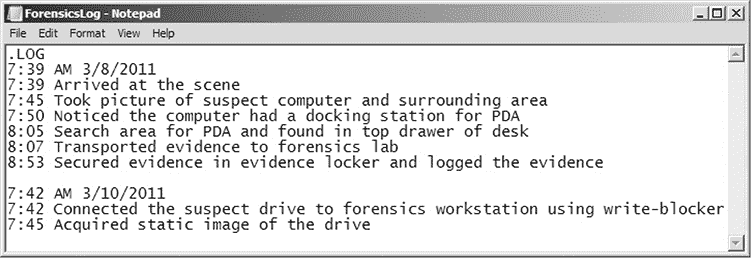 ForensicsLog - Notepad
File Edit Format View Help
.LOG
7:39 AM 3/8/2011
7:39 Arrived at the scene
7:45 Took picture of suspect computer and surrounding area
7:50 Noticed the computer had a docking station for PDA
8:05 Search area for PDA and found in top drawer of desk
8:07 Transported evidence to forensics lab
8:53 Secured evidence in evidence locker and logged the evidence
7:42 AM 3/10/2011
7:42 Connected the suspect drive to forensics workstation using write-blocker
7:45 Acquired static image of the drive